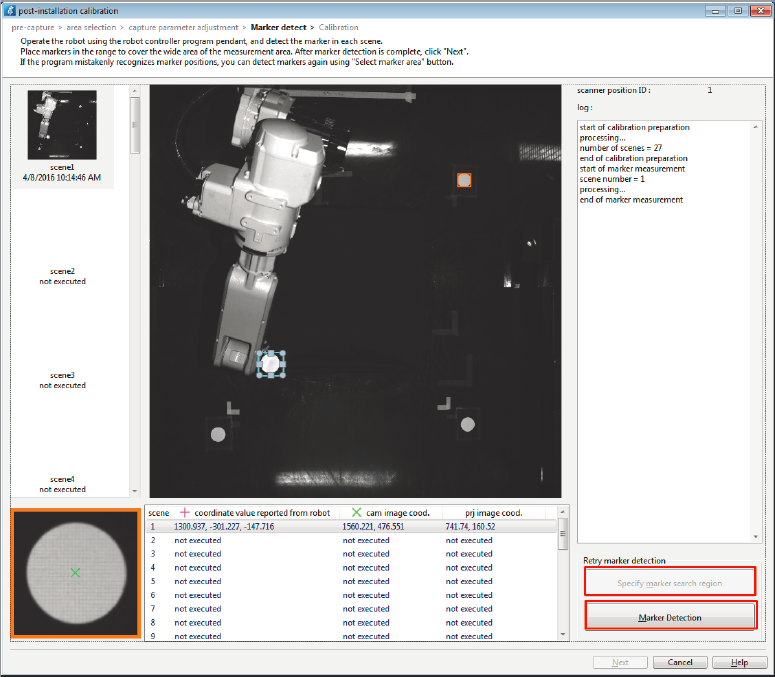 post-installation calibration
pre-capture > area selection > capture parameter adjustment > Marker detect > Calibration
Operate the robot using the robot controller program pendant, and detect the marker in each scene.
Place markers in the range to cover the wide area of the measurement area. After marker detection is complete, click "Next".
If the program mistakenly recognizes marker positions, you can detect markers again using "Select marker area" button.
scene1
4/8/2016 10:14:46 AM
scene2
not executed
scene3
not executed
scene4
not executed
scanner position ID : 1
log :
start of calibration preparation
processing...
number of scenes = 27
end of calibration preparation
start of marker measurement
scene number = 1
processing...
end of marker measurement
scene coordinate value reported from robot cam image cood. prj image cood.
1 1300.937, -301.227, -147.716 1560.221, 476.551 741.74, 160.52
2 not executed not executed not executed
3 not executed not executed not executed
4 not executed not executed not executed
5 not executed not executed not executed
6 not executed not executed not executed
7 not executed not executed not executed
8 not executed not executed not executed
9 not executed not executed not executed
Retry marker detection
Specify marker search region
Marker Detection
Next Cancel Help